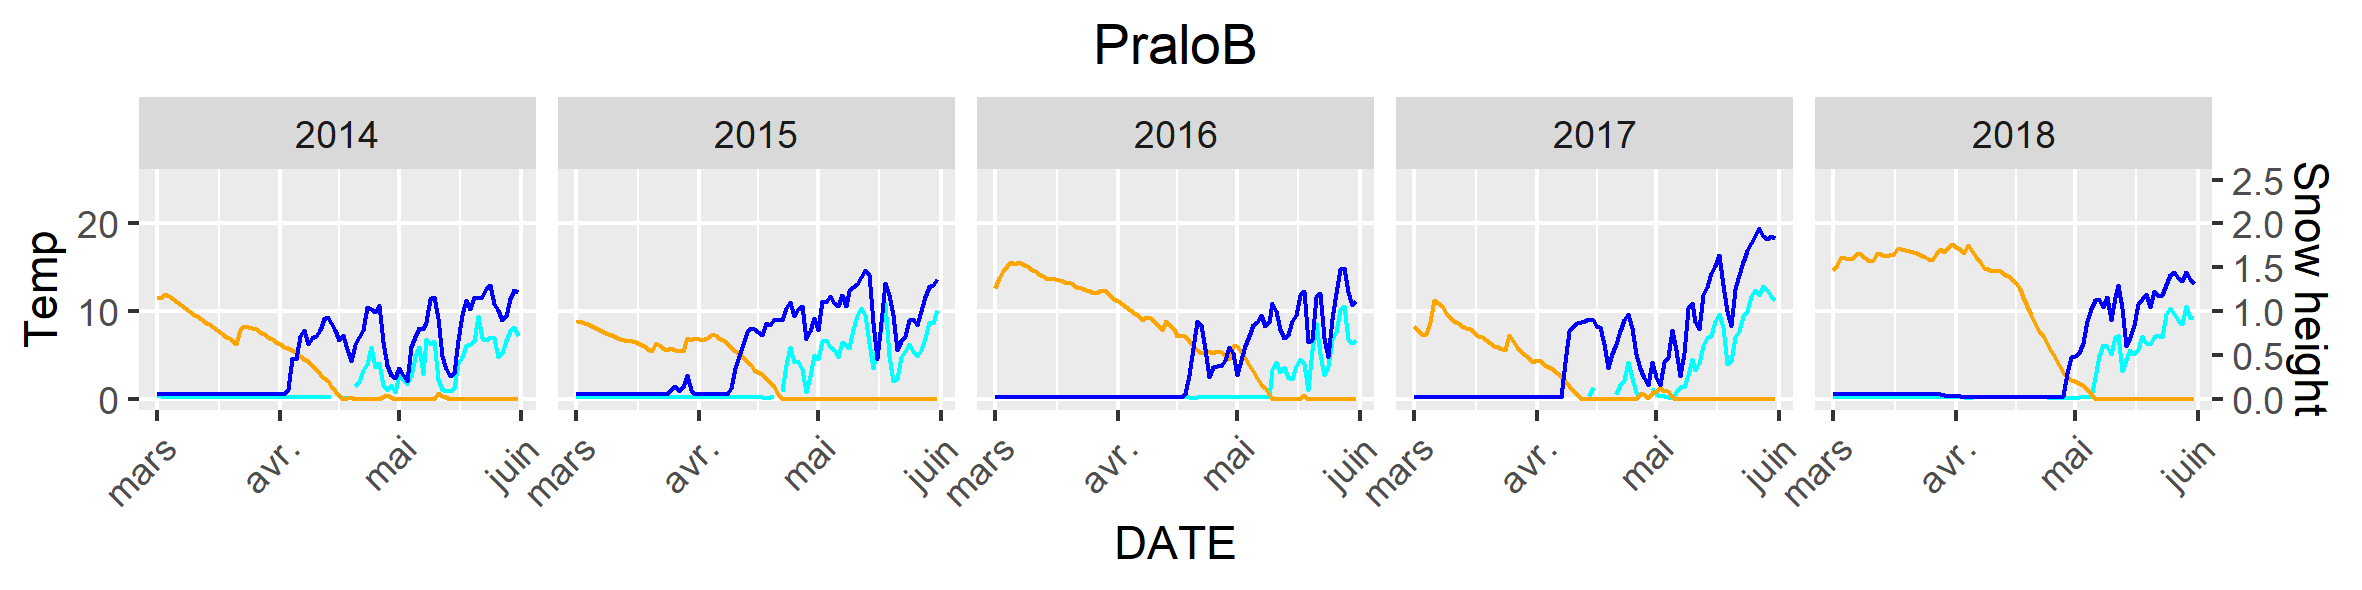 PraloB
2014 2015 2016 2017 2018
Temp
20
10
0
2.5
2.0
1.5
1.0
0.5
0.0
Snow height
mars avr. mai juin mars avr. mai juin mars avr. mai juin mars avr. mai juin mars avr. mai juin
DATE